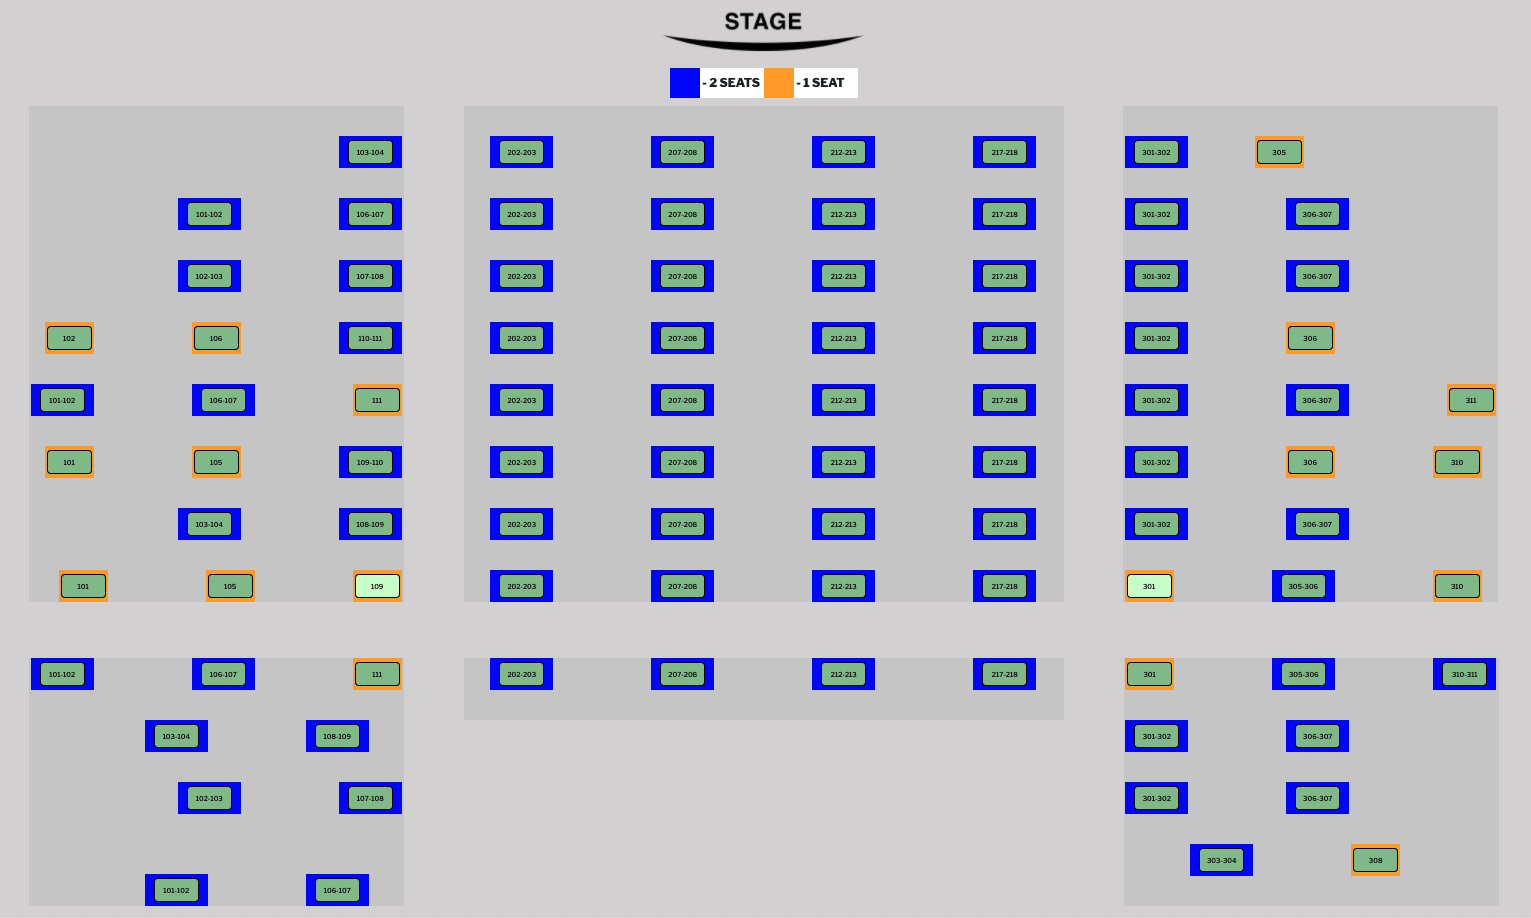 STAGE
- 2 SEATS - 1 SEAT
103-104 202-203 207-208 212-213 217-218 301-302 305
101-102 106-107 202-203 207-208 212-213 217-218 301-302 306-307
102-103 107-108 202-203 207-208 212-213 217-218 301-302 306-307
102 106 110-111 202-203 207-208 212-213 217-218 301-302 306
101-102 106-107 111 202-203 207-208 212-213 217-218 301-302 306-307 311
101 105 109-110 202-203 207-208 212-213 217-218 301-302 306 310
103-104 108-109 202-203 207-208 212-213 217-218 301-302 306-307
101 105 109 202-203 207-208 212-213 217-218 301 305-306 310
101-102 106-107 111 202-203 207-208 212-213 217-218 301 305-306 310-311
103-104 108-109 301-302 306-307
102-103 107-108 301-302 306-307
303-304 308
101-102 106-107